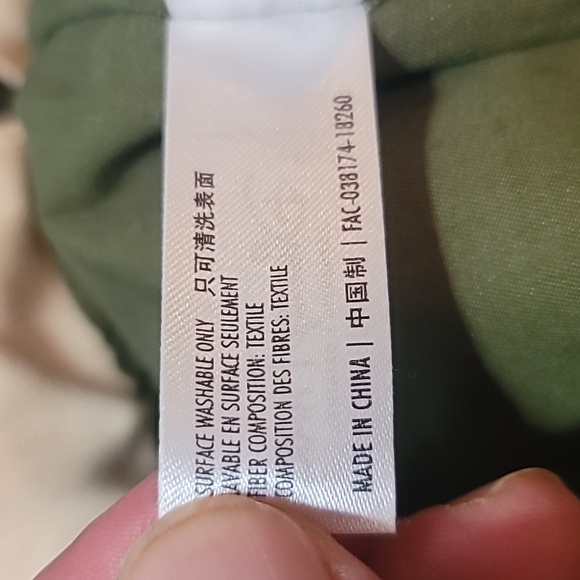 SURFACE WASHABLE ONLY 只可清洗表面
AVABLE EN SURFACE SEULEMENT
FIBER COMPOSITION: TEXTILE
COMPOSITION DES FIBRES: TEXTILE
MADE IN CHINA | 中国制 | FAC-038174-18260